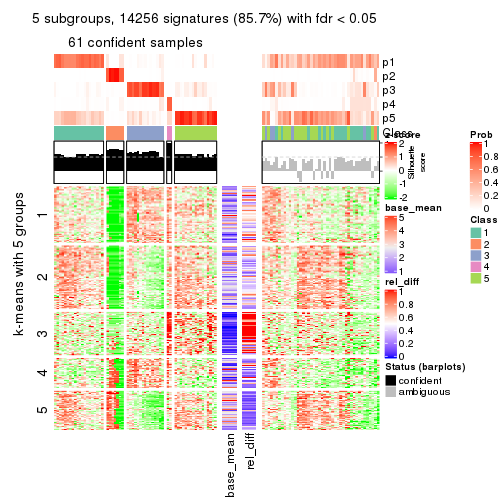 5 subgroups, 14256 signatures (85.7%) with fdr < 0.05
61 confident samples
p1
p2
p3
p4
p5
Class
k-means with 5 groups
1
2
3
4
5
base_mean
rel_diff
z-score
2
1
0
-1
-2
Silhouette
score
base_mean
5
4
3
2
1
rel_diff
1
0.8
0.6
0.4
0.2
0
Status (barplots)
confident
ambiguous
Prob
1
0.8
0.6
0.4
0.2
0
Class
1
2
3
4
5